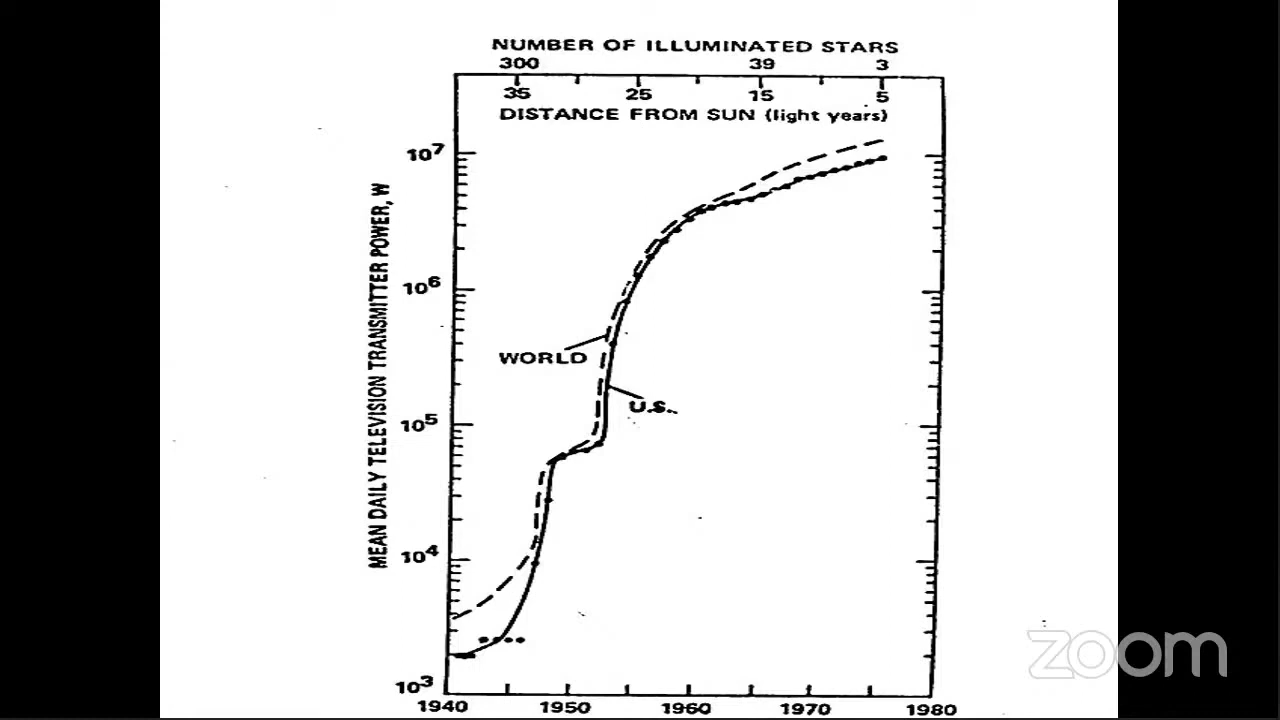 NUMBER OF ILLUMINATED STARS
300 39 3
35 25 15 5
DISTANCE FROM SUN (light years)
MEAN DAILY TELEVISION TRANSMITTER POWER, W
10⁷
10⁶
WORLD
U.S.
10⁵
10⁴
10³
1940 1950 1960 1970 1980
zoom